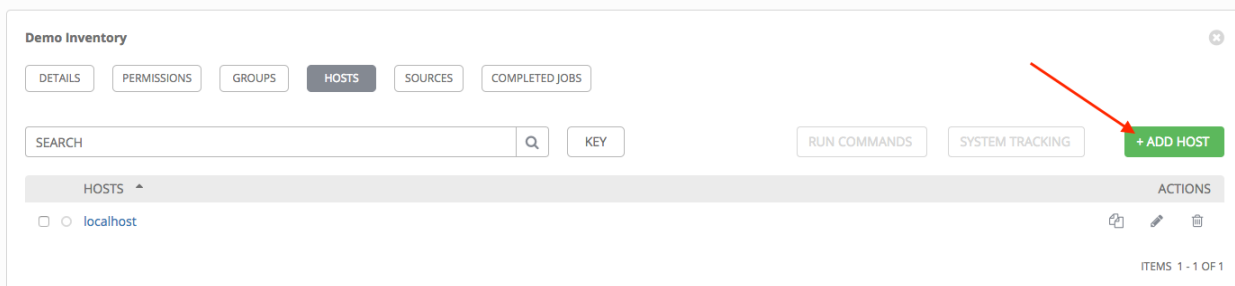 Demo Inventory
DETAILS PERMISSIONS GROUPS HOSTS SOURCES COMPLETED JOBS
SEARCH KEY RUN COMMANDS SYSTEM TRACKING + ADD HOST
HOSTS ACTIONS
localhost
ITEMS 1 - 1 OF 1